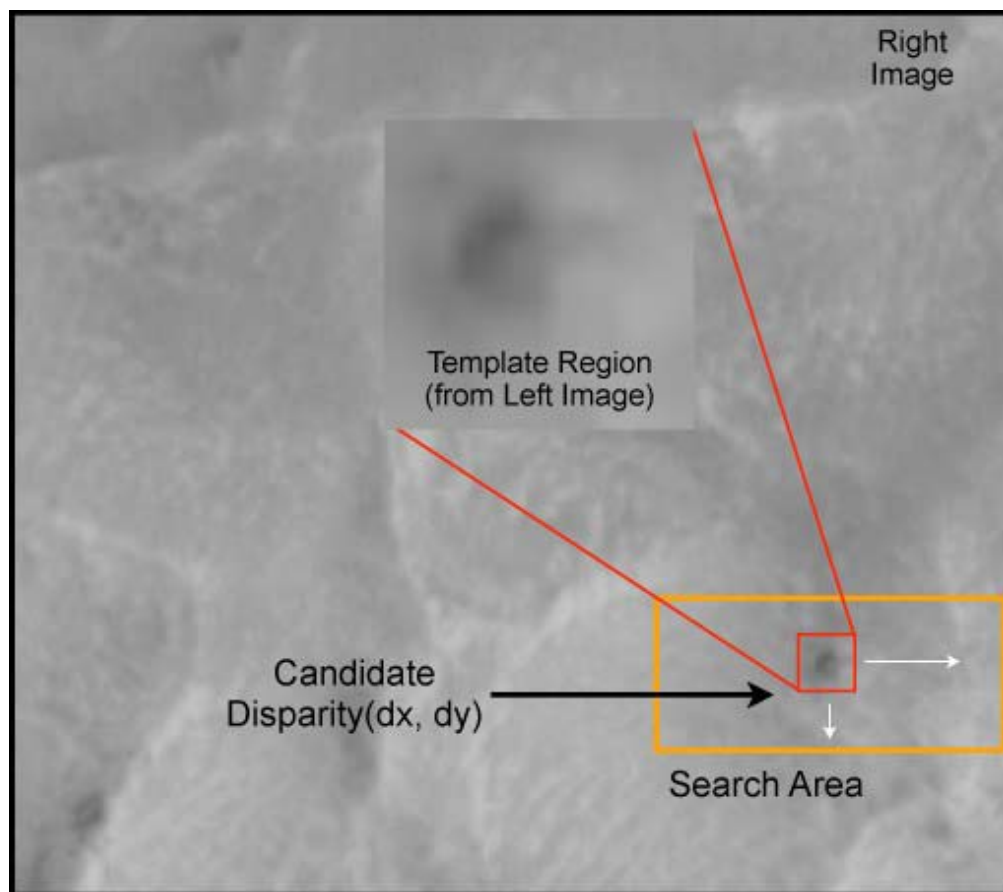 Right
Image
Template Region
(from Left Image)
Candidate
Disparity(dx, dy)
Search Area